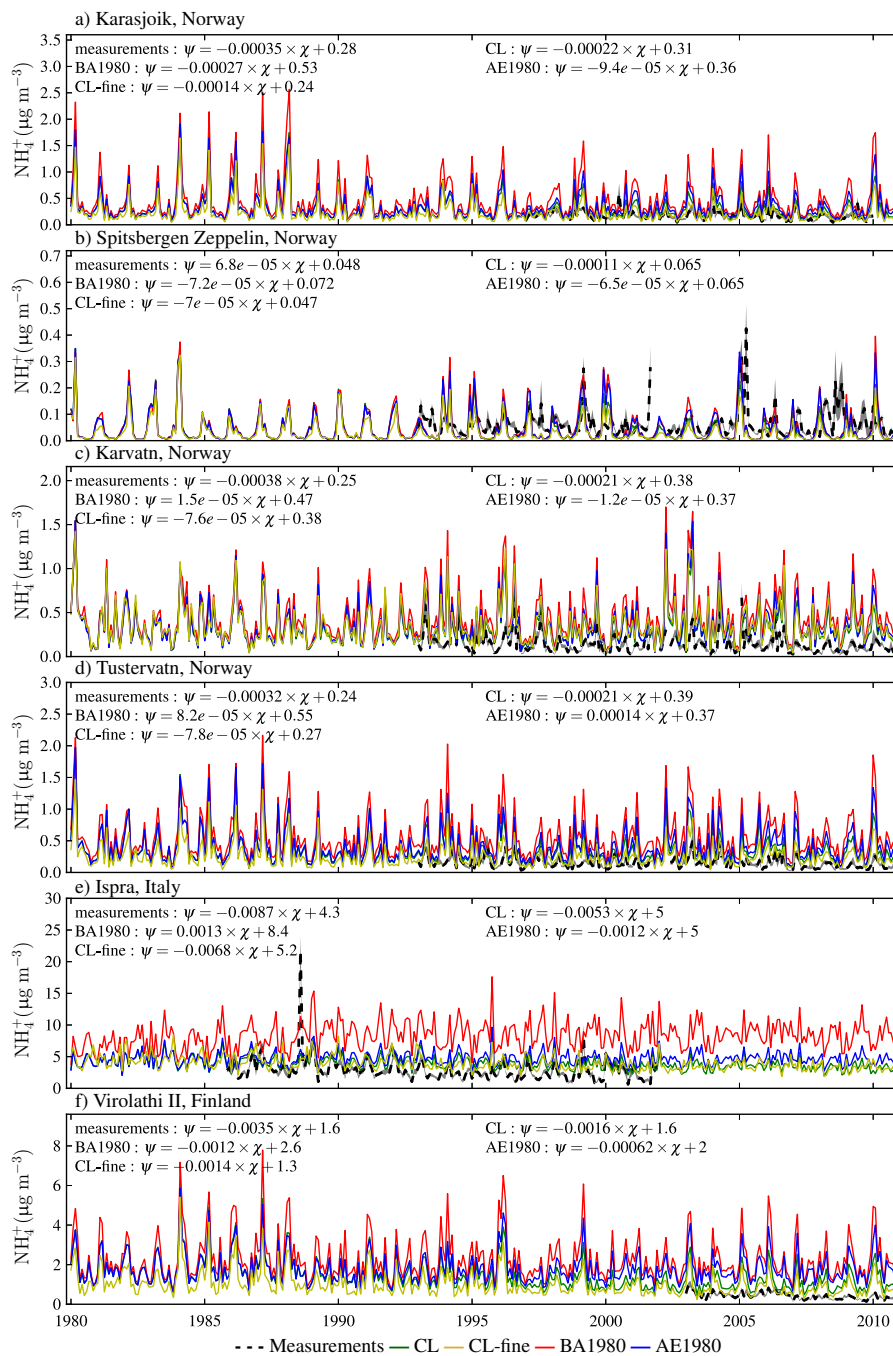 a) Karasjoik, Norway
3.5
3.0
2.5
2.0
1.5
1.0
0.5
0.0
NH₄⁺ (μg m⁻³)
measurements : ψ = −0.00035 × χ + 0.28
CL : ψ = −0.00022 × χ + 0.31
BA1980 : ψ = −0.00027 × χ + 0.53
AE1980 : ψ = −9.4e − 05 × χ + 0.36
CL-fine : ψ = −0.00014 × χ + 0.24
b) Spitsbergen Zeppelin, Norway
0.7
0.6
0.5
0.4
0.3
0.2
0.1
0.0
NH₄⁺ (μg m⁻³)
measurements : ψ = 6.8e − 05 × χ + 0.048
CL : ψ = −0.00011 × χ + 0.065
BA1980 : ψ = −7.2e − 05 × χ + 0.072
AE1980 : ψ = −6.5e − 05 × χ + 0.065
CL-fine : ψ = −7e − 05 × χ + 0.047
c) Karvatn, Norway
2.0
1.5
1.0
0.5
0.0
NH₄⁺ (μg m⁻³)
measurements : ψ = −0.00038 × χ + 0.25
CL : ψ = −0.00021 × χ + 0.38
BA1980 : ψ = 1.5e − 05 × χ + 0.47
AE1980 : ψ = −1.2e − 05 × χ + 0.37
CL-fine : ψ = −7.6e − 05 × χ + 0.38
d) Tustervatn, Norway
3.0
2.5
2.0
1.5
1.0
0.5
0.0
NH₄⁺ (μg m⁻³)
measurements : ψ = −0.00032 × χ + 0.24
CL : ψ = −0.00021 × χ + 0.39
BA1980 : ψ = 8.2e − 05 × χ + 0.55
AE1980 : ψ = 0.00014 × χ + 0.37
CL-fine : ψ = −7.8e − 05 × χ + 0.27
e) Ispra, Italy
30
25
20
15
10
5
0
NH₄⁺ (μg m⁻³)
measurements : ψ = −0.0087 × χ + 4.3
CL : ψ = −0.0053 × χ + 5
BA1980 : ψ = 0.0013 × χ + 8.4
AE1980 : ψ = −0.0012 × χ + 5
CL-fine : ψ = −0.0068 × χ + 5.2
f) Virolathi II, Finland
8
6
4
2
0
NH₄⁺ (μg m⁻³)
measurements : ψ = −0.0035 × χ + 1.6
CL : ψ = −0.0016 × χ + 1.6
BA1980 : ψ = −0.0012 × χ + 2.6
AE1980 : ψ = −0.00062 × χ + 2
CL-fine : ψ = −0.0014 × χ + 1.3
1980 1985 1990 1995 2000 2005 2010
Measurements CL CL-fine BA1980 AE1980